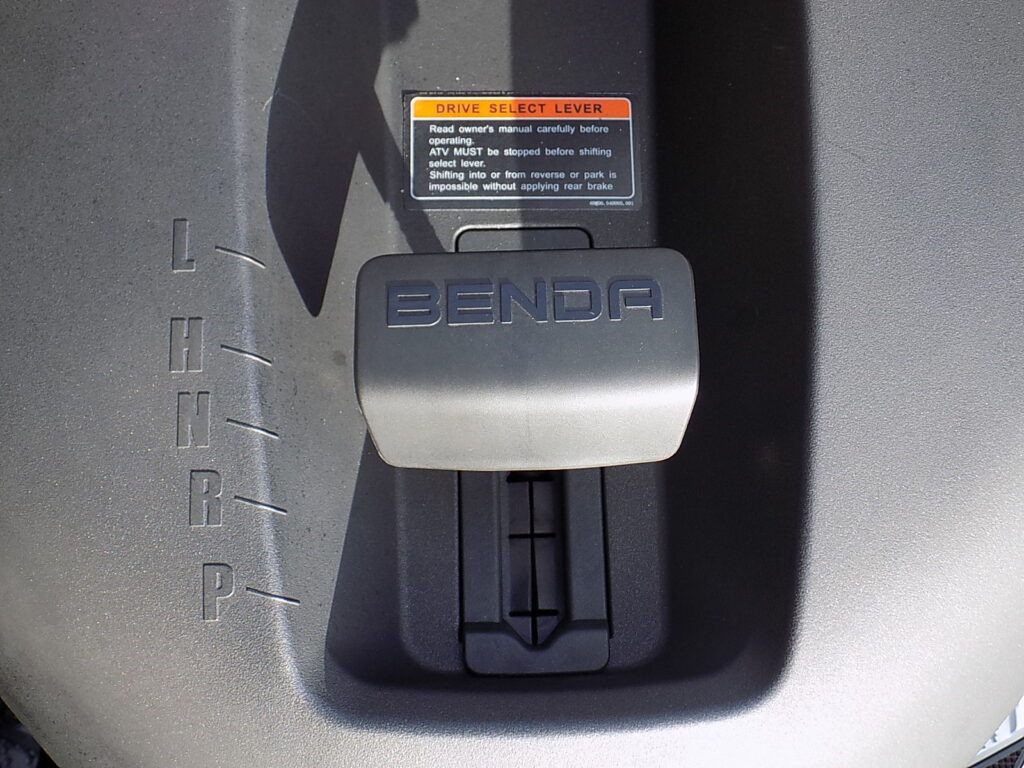 DRIVE SELECT LEVER
Read owner's manual carefully before
operating.
ATV MUST be stopped before shifting
select lever.
Shifting into or from reverse or park is
impossible without applying rear brake
BENDA
L
H
N
R
P